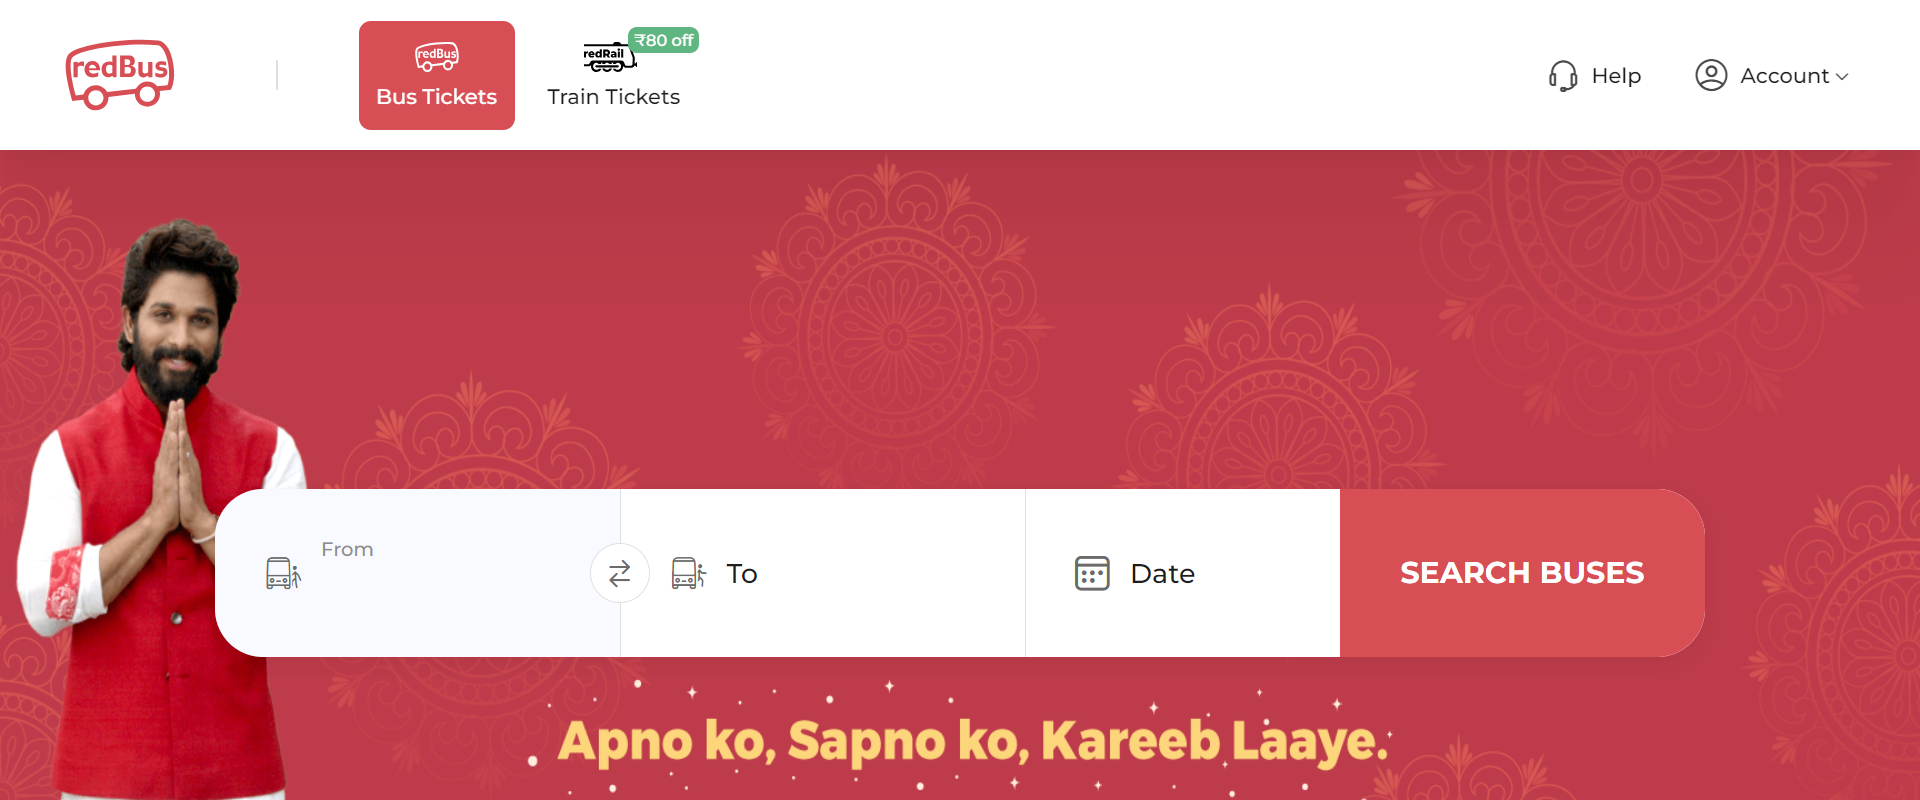 redBus
redBus
Bus Tickets
redRail
₹80 off
Train Tickets
Help
Account
From
To
Date
SEARCH BUSES
Apno ko, Sapno ko, Kareeb Laaye.